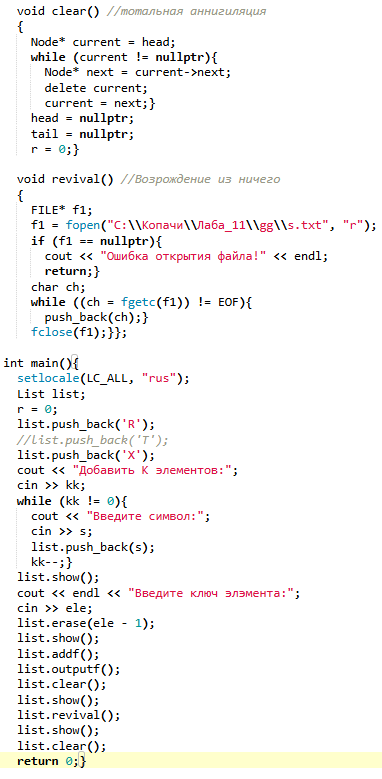 void clear() //тотальная аннигиляция
{
Node* current = head;
while (current != nullptr){
Node* next = current->next;
delete current;
current = next;}
head = nullptr;
tail = nullptr;
r = 0;}
void revival() //Возрождение из ничего
{
FILE* f1;
f1 = fopen("C:\\Копачи\\Лаба_11\\gg\\s.txt", "r");
if (f1 == nullptr){
cout << "Ошибка открытия файла!" << endl;
return;}
char ch;
while ((ch = fgetc(f1)) != EOF){
push_back(ch);}
fclose(f1);}};
int main(){
setlocale(LC_ALL, "rus");
List list;
r = 0;
list.push_back('R');
//list.push_back('T');
list.push_back('X');
cout << "Добавить К элементов:";
cin >> kk;
while (kk != 0){
cout << "Введите символ:";
cin >> s;
list.push_back(s);
kk--;}
list.show();
cout << endl << "Введите ключ элэмента:";
cin >> ele;
list.erase(ele - 1);
list.show();
list.addf();
list.outputf();
list.clear();
list.show();
list.revival();
list.show();
list.clear();
return 0;}